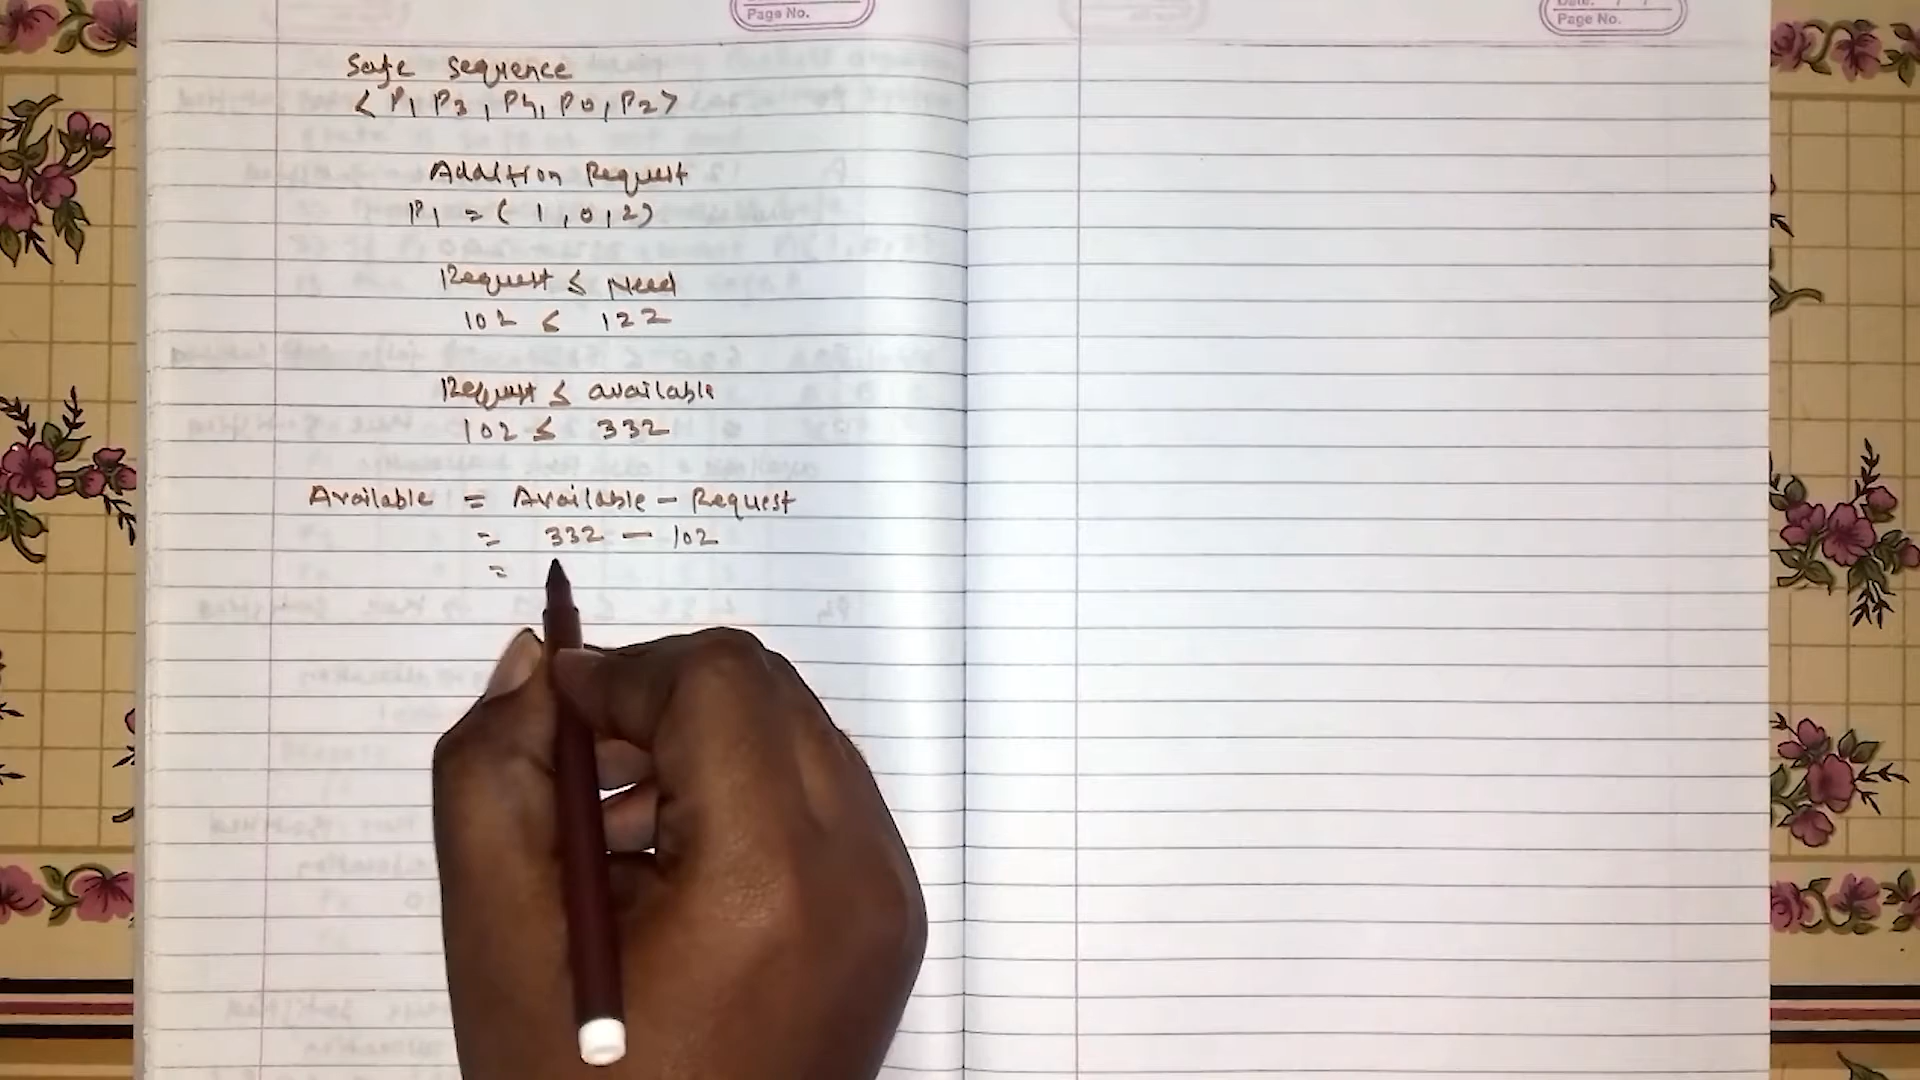 Page No.
Date: / /
Page No.
Safe sequence
< P1 P3, P4, P0, P2 >
Addition Request
P1 = ( 1, 0, 2)
Request ≤ Need
102 ≤ 122
Request ≤ available
102 ≤ 332
Available = Available - Request
= 332 - 102
=